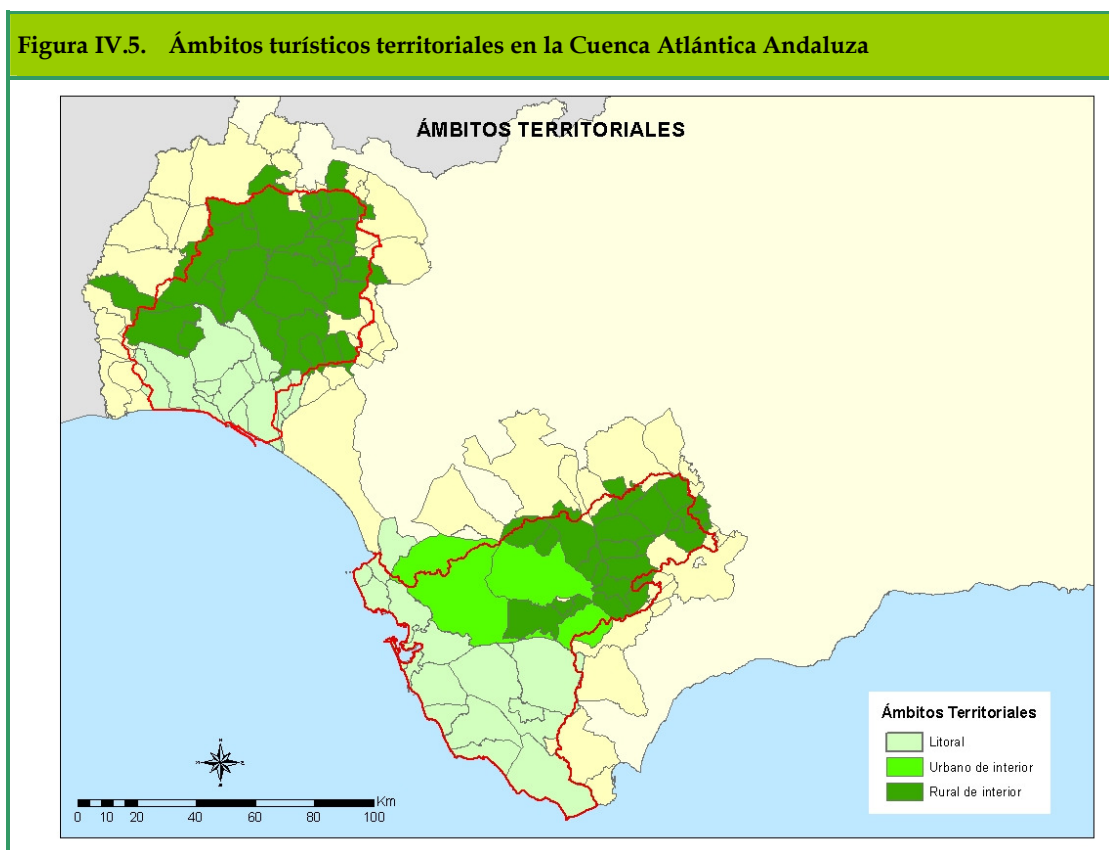 Figura IV.5. Ámbitos turísticos territoriales en la Cuenca Atlántica Andaluza
ÁMBITOS TERRITORIALES
Ámbitos Territoriales
Litoral
Urbano de interior
Rural de interior
Km
0 10 20 40 60 80 100